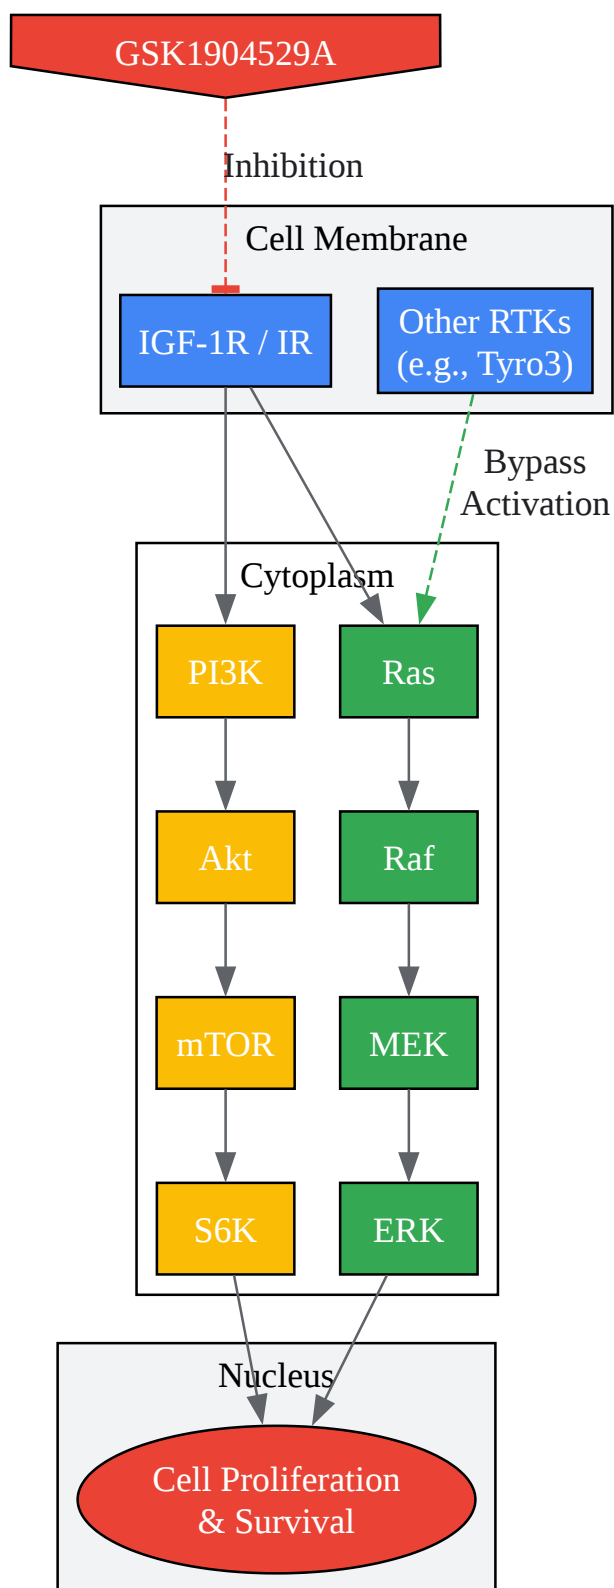 GSK1904529A
Inhibition
Cell Membrane
IGF-1R / IR
Other RTKs
(e.g., Tyro3)
Bypass
Activation
Cytoplasm
PI3K
Ras
Akt
Raf
mTOR
MEK
S6K
ERK
Nucleus
Cell Proliferation
& Survival